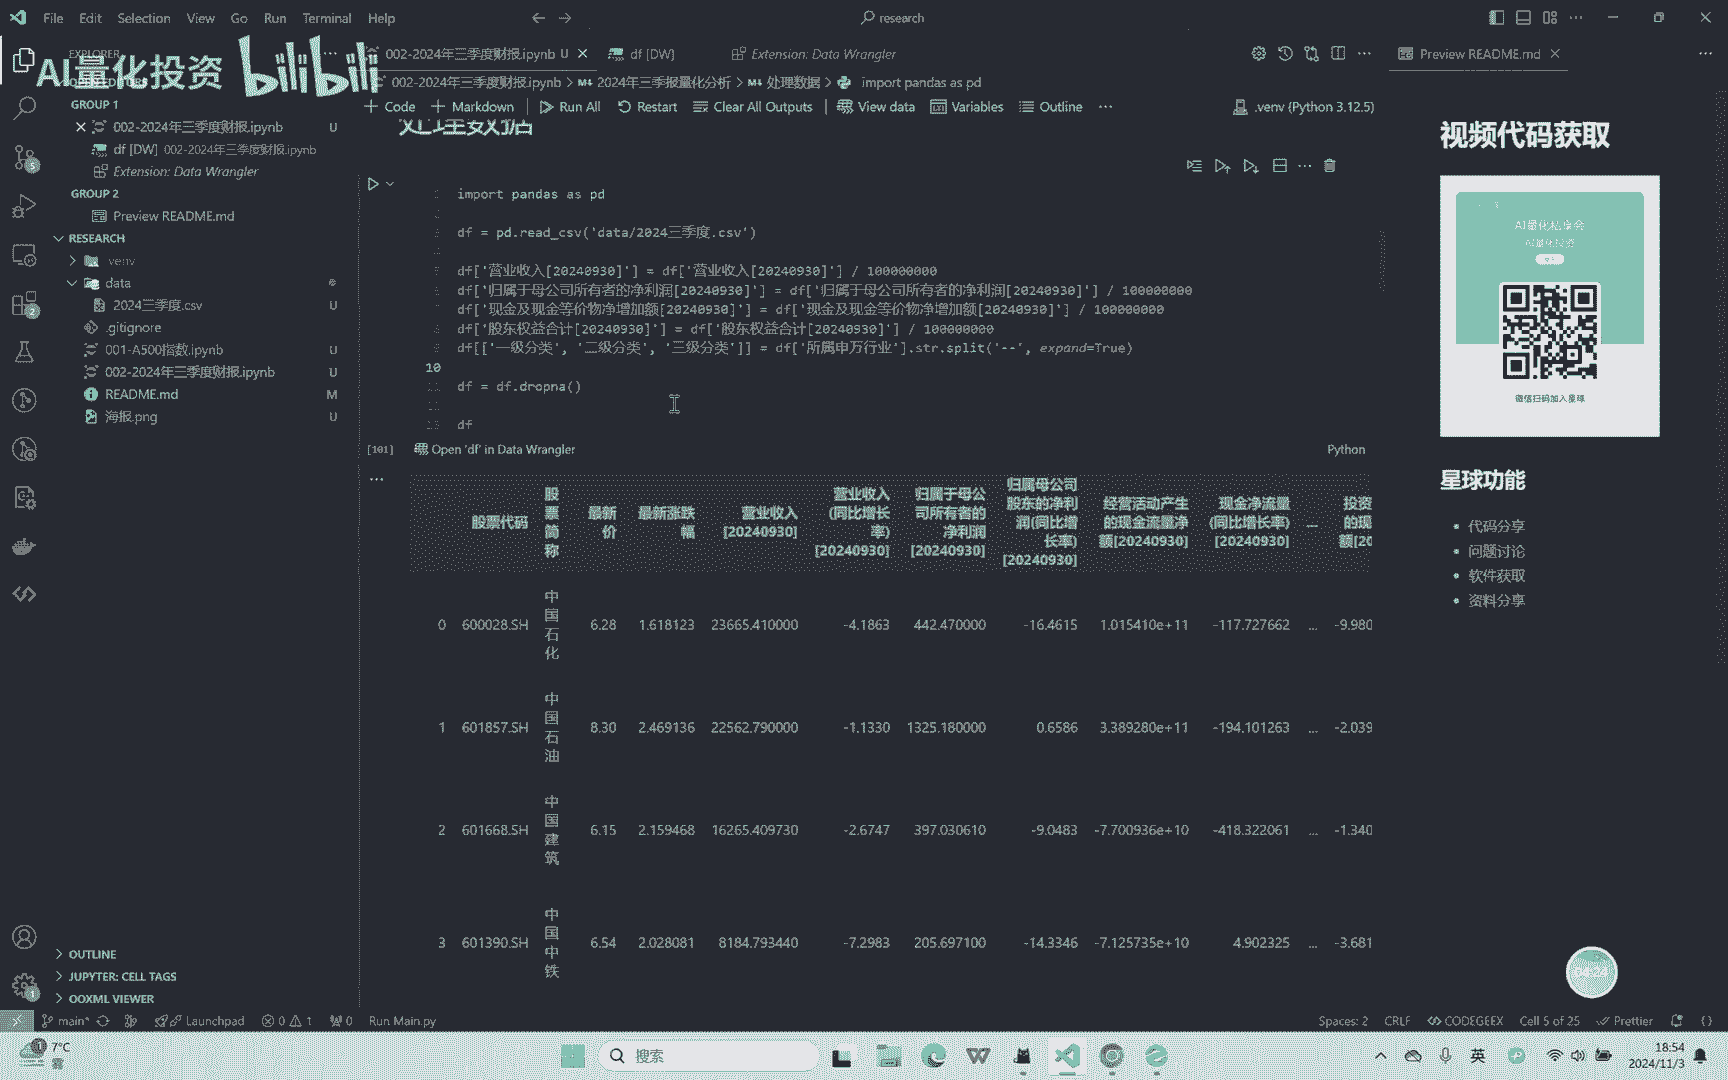 File Edit Selection View Go Run Terminal Help
research
EXPLORER
AI量化投资 bilibili
002-2024年三季度财报.ipynb U
df [DW]
Extension: Data Wrangler
Preview README.md
002-2024年三季度财报.ipynb > 2024年三季报量化分析 > 处理数据 > import pandas as pd
Code Markdown Run All Restart Clear All Outputs View data Variables Outline
.venv (Python 3.12.5)
GROUP 1
002-2024年三季度财报.ipynb U
df [DW] 002-2024年三季度财报.ipynb
Extension: Data Wrangler
GROUP 2
Preview README.md
RESEARCH
.venv
data
2024三季度.csv U
.gitignore
001-A500指数.ipynb U
002-2024年三季度财报.ipynb U
README.md M
海报.png U
OUTLINE
JUPYTER: CELL TAGS
OOXML VIEWER
处理数据
import pandas as pd
df = pd.read_csv('data/2024三季度.csv')
df['营业收入[20240930]'] = df['营业收入[20240930]'] / 100000000
df['归属于母公司所有者的净利润[20240930]'] = df['归属于母公司所有者的净利润[20240930]'] / 100000000
df['现金及现金等价物净增加额[20240930]'] = df['现金及现金等价物净增加额[20240930]'] / 100000000
df['股东权益合计[20240930]'] = df['股东权益合计[20240930]'] / 100000000
df[['一级分类', '二级分类', '三级分类']] = df['所属申万行业'].str.split('--', expand=True)
10
df = df.dropna()
df
[101] Open 'df' in Data Wrangler Python
股票代码 股票简称 最新价 最新涨跌幅 营业收入[20240930] 营业收入(同比增长率)[20240930] 归属于母公司所有者的净利润[20240930] 归属母公司股东的净利润(同比增长率)[20240930] 经营活动产生的现金流量净额[20240930] 现金净流量(同比增长率)[20240930] ... 投资的现额[20
0 600028.SH 中国石化 6.28 1.618123 23665.410000 -4.1863 442.470000 -16.4615 1.015410e+11 -117.727662 ... -9.980
1 601857.SH 中国石油 8.30 2.469136 22562.790000 -1.1330 1325.180000 0.6586 3.389280e+11 -194.101263 ... -2.039
2 601668.SH 中国建筑 6.15 2.159468 16265.409730 -2.6747 397.030610 -9.0483 -7.700936e+10 -418.322061 ... -1.340
3 601390.SH 中国中铁 6.54 2.028081 8184.793440 -7.2983 205.697100 -14.3346 -7.125735e+10 4.902325 ... -3.681
视频代码获取
AI量化私享会
AI量化投资
微信扫码加入星球
星球功能
代码分享
问题讨论
软件获取
资料分享
main* Launchpad 0 1 0 Run Main.py
Spaces: 2 CRLF CODEGEEX Cell 5 of 25 Prettier
7°C
搜索
英
18:54
2024/11/3